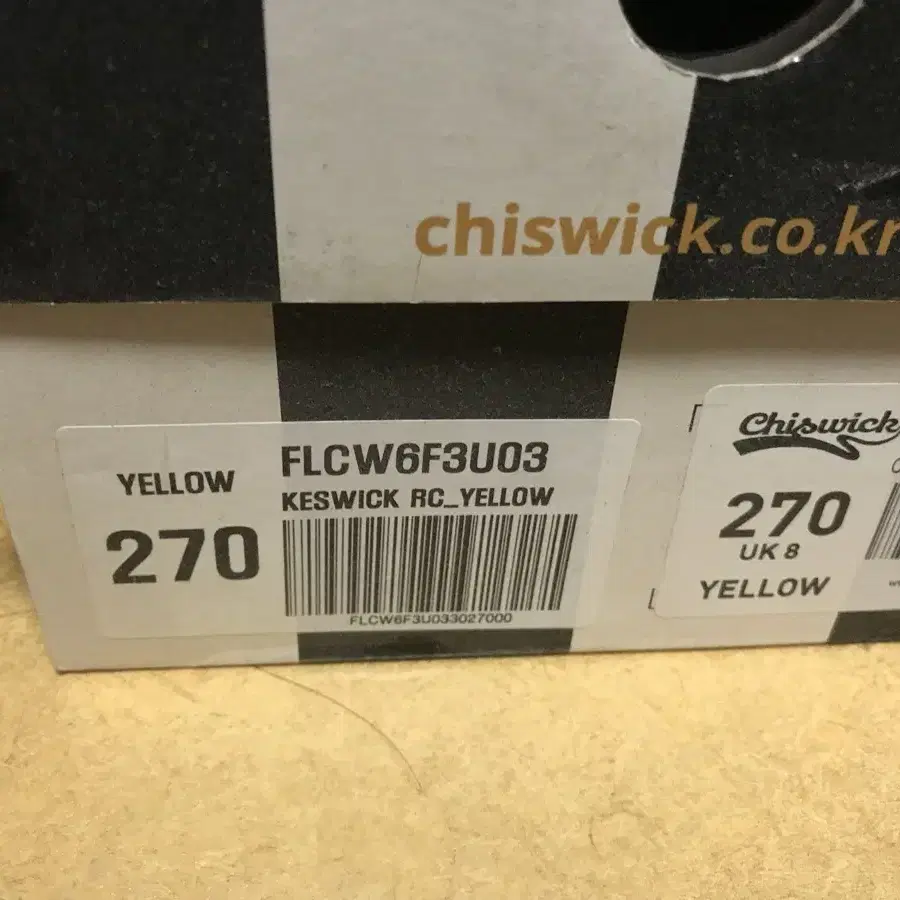 chiswick.co.kr
YELLOW
270
FLCW6F3U03
KESWICK RC_YELLOW
FLCW6F3U033027000
Chiswick
270
UK 8
YELLOW